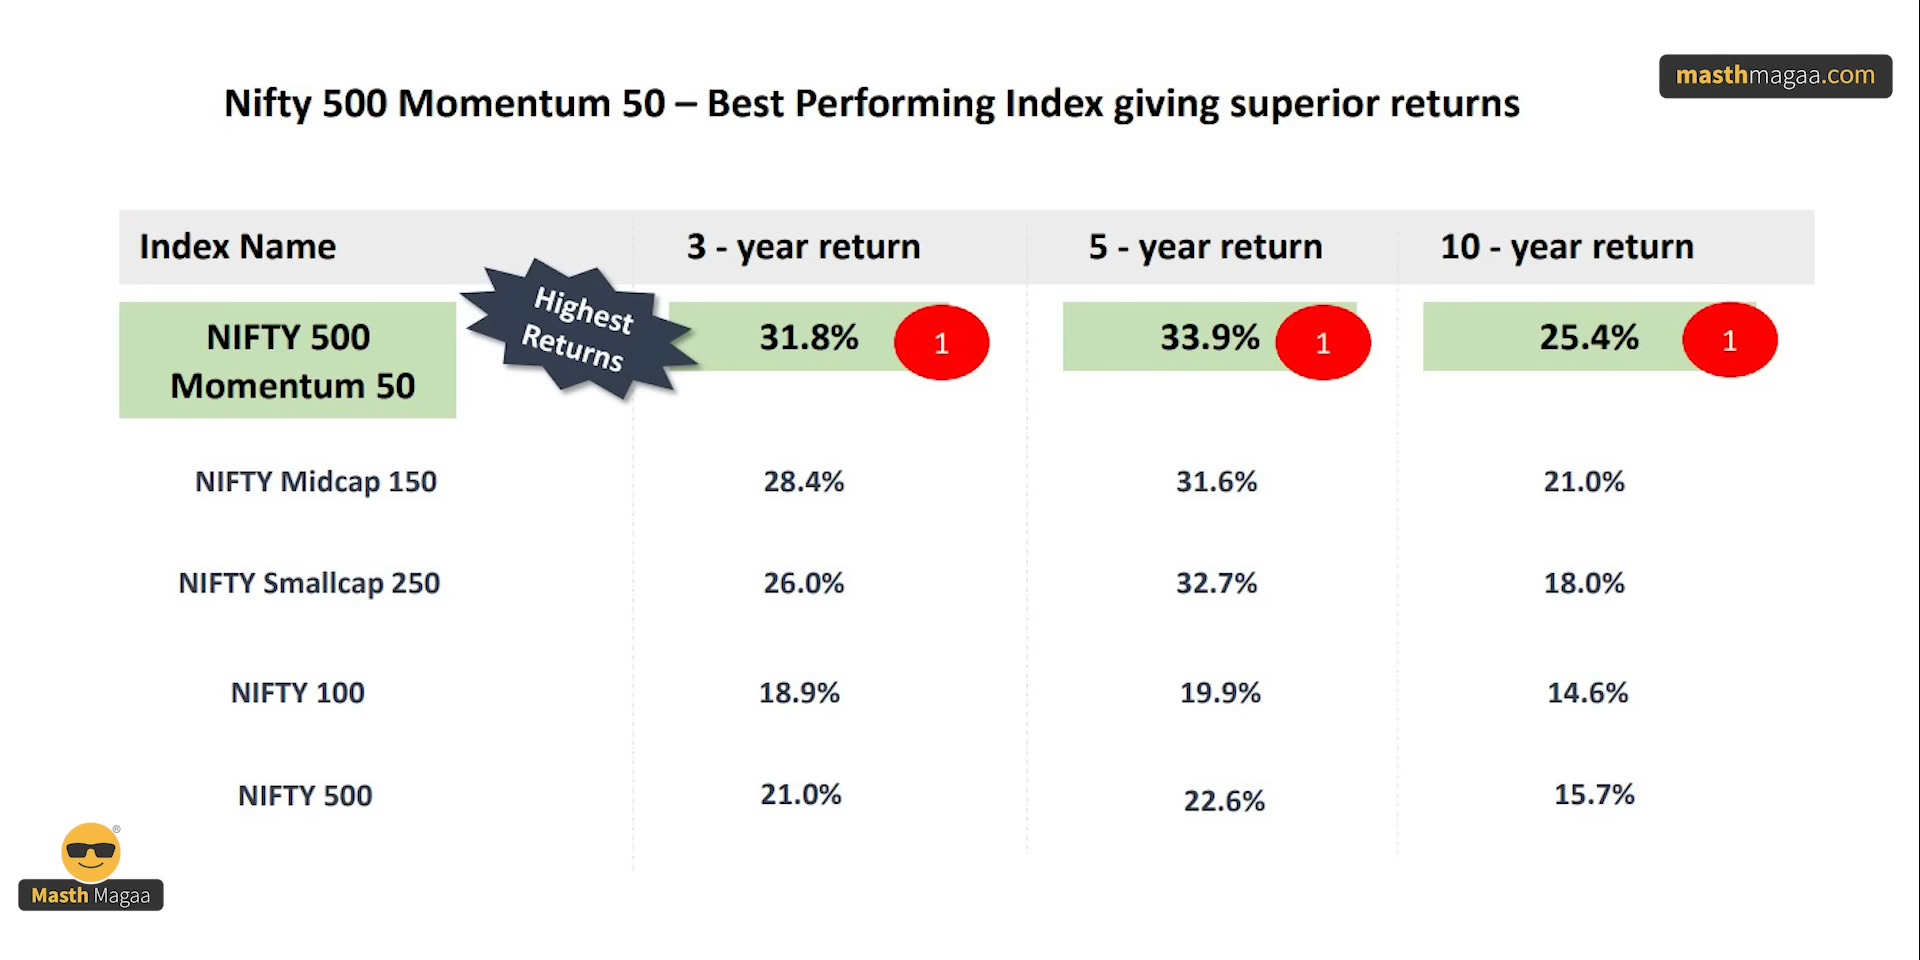 masthmagaa.com
Nifty 500 Momentum 50 – Best Performing Index giving superior returns
Index Name 3 - year return 5 - year return 10 - year return
Highest
Returns
NIFTY 500
Momentum 50
31.8% 1 33.9% 1 25.4% 1
NIFTY Midcap 150 28.4% 31.6% 21.0%
NIFTY Smallcap 250 26.0% 32.7% 18.0%
NIFTY 100 18.9% 19.9% 14.6%
NIFTY 500 21.0% 22.6% 15.7%
®
Masth Magaa